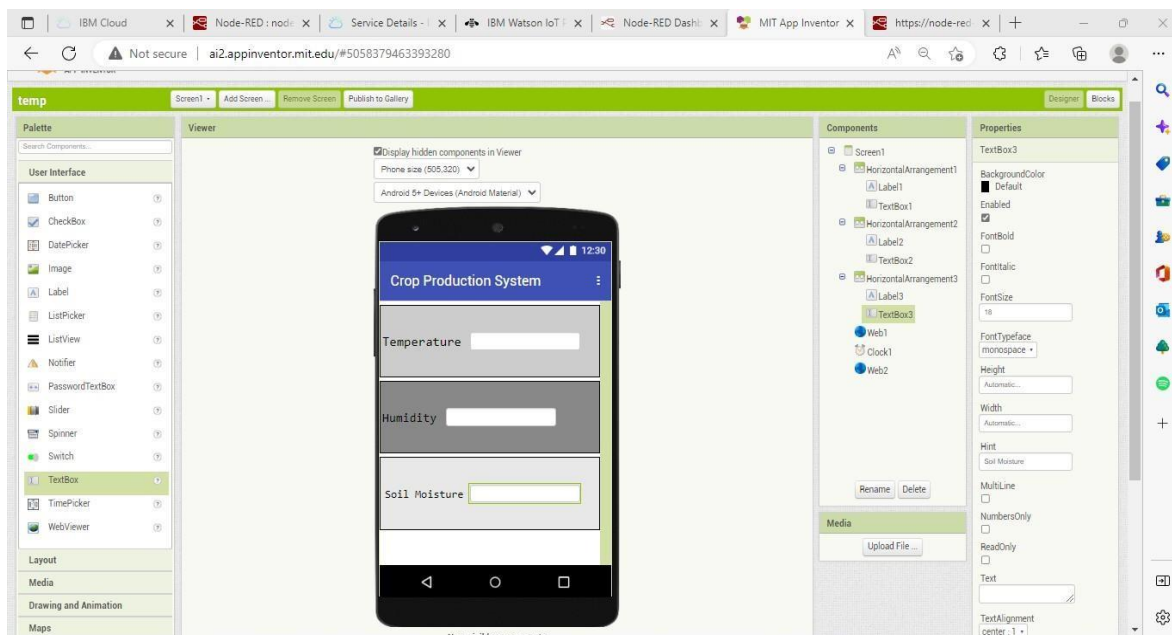 IBM Cloud
Node-RED : node
Service Details -
IBM Watson IoT
Node-RED Dashb
MIT App Inventor
https://node-red
Not secure
ai2.appinventor.mit.edu/#5058379463393280
temp
Screen1
Add Screen ...
Remove Screen
Publish to Gallery
Designer
Blocks
Palette
Search Components...
User Interface
Button
CheckBox
DatePicker
Image
Label
ListPicker
ListView
Notifier
PasswordTextBox
Slider
Spinner
Switch
TextBox
TimePicker
WebViewer
Layout
Media
Drawing and Animation
Maps
Viewer
Display hidden components in Viewer
Phone size (505,320)
Android 5+ Devices (Android Material)
12:30
Crop Production System
Temperature
Humidity
Soil Moisture
Components
Screen1
HorizontalArrangement1
Label1
TextBox1
HorizontalArrangement2
Label2
TextBox2
HorizontalArrangement3
Label3
TextBox3
Web1
Clock1
Web2
Rename
Delete
Media
Upload File ...
Properties
TextBox3
BackgroundColor
Default
Enabled
FontBold
FontItalic
FontSize
18
FontTypeface
monospace
Height
Automatic...
Width
Automatic...
Hint
Soil Moisture
MultiLine
NumbersOnly
ReadOnly
Text
TextAlignment
center : 1